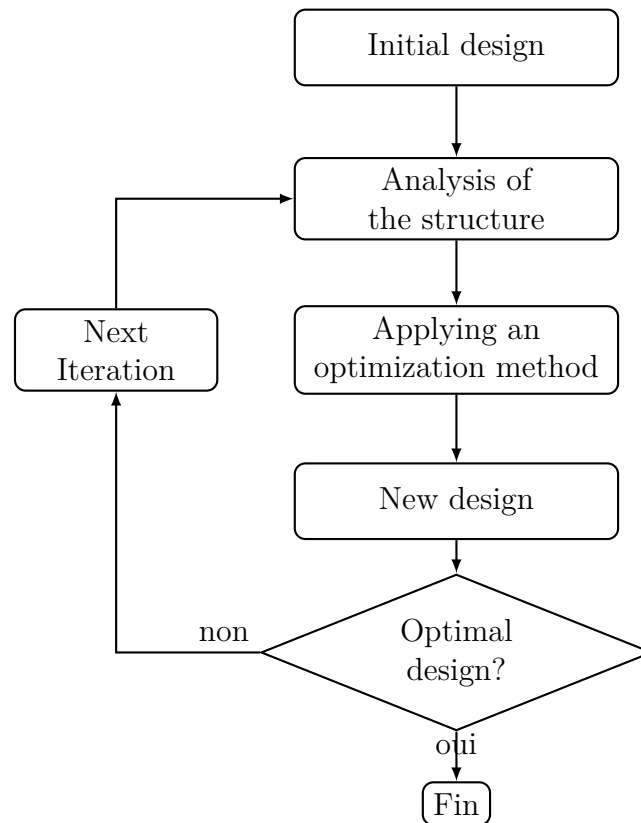 Initial design
Analysis of
the structure
Applying an
optimization method
Next
Iteration
New design
non
Optimal
design?
oui
Fin